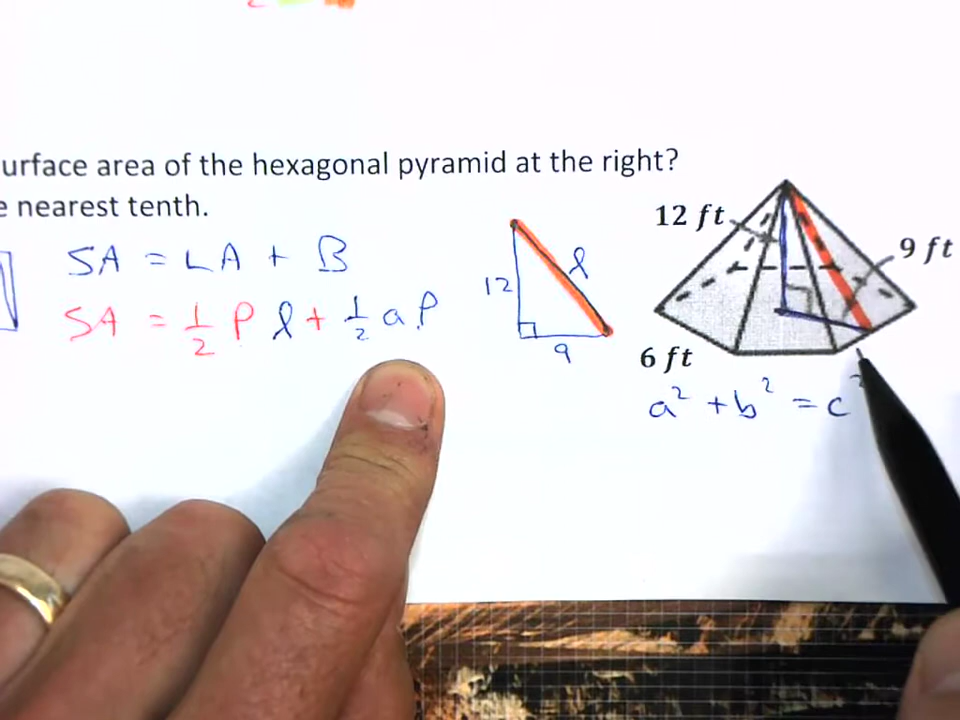 urface area of the hexagonal pyramid at the right?
e nearest tenth.
SA = LA + B
SA = 1/2 P l + 1/2 a P
12
l
9
12 ft
9 ft
6 ft
a² + b² = c²